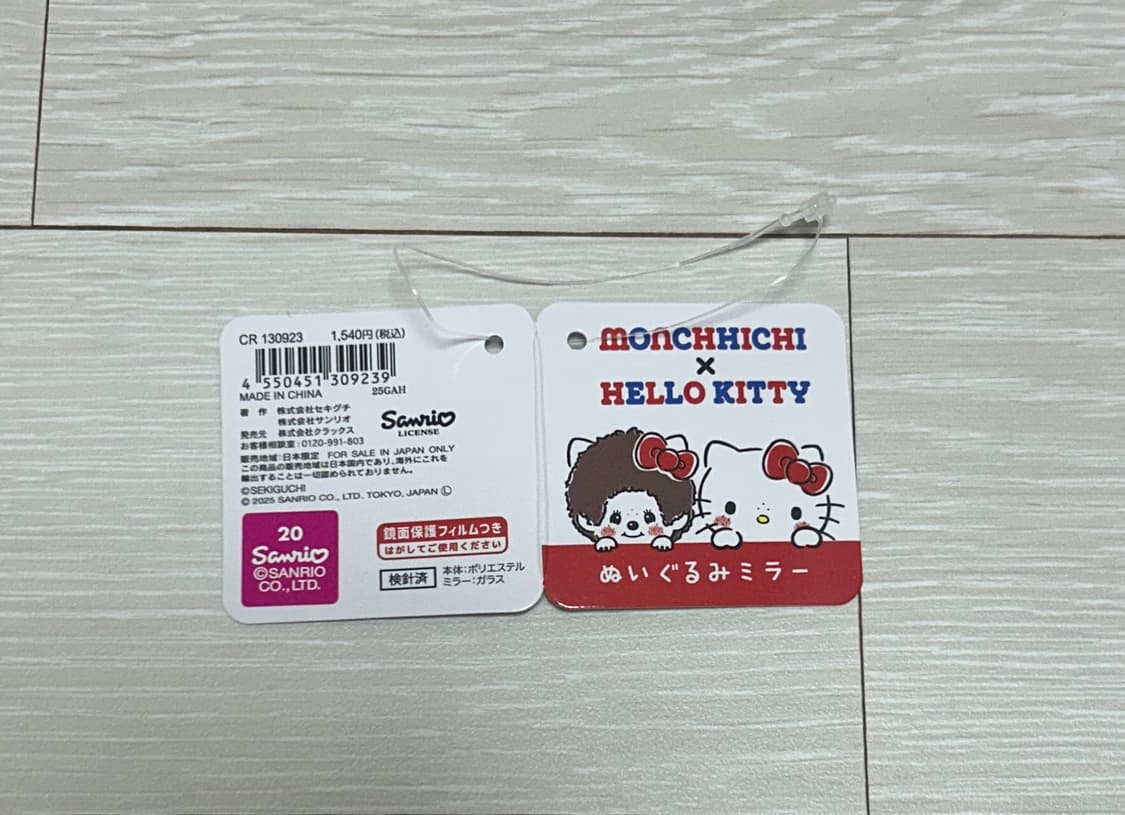 CR 130923 1,540円(税込)
4 550451 309239
MADE IN CHINA 25GAH
著 作 株式会社セキグチ
株式会社サンリオ
発売元 株式会社クラックス
お客様相談室:0120-991-803
Sanrio
LICENSE
販売地域:日本限定 FOR SALE IN JAPAN ONLY
この商品の販売地域は日本国内であり、海外にこれを
輸出することは一切認められておりません。
©SEKIGUCHI
© 2025 SANRIO CO., LTD. TOKYO, JAPAN Ⓛ
20
Sanrio
©SANRIO
CO., LTD.
鏡面保護フィルムつき
はがしてご使用ください
検針済
本体:ポリエステル
ミラー:ガラス
MONCHHICHI
×
HELLO KITTY
ぬいぐるみミラー